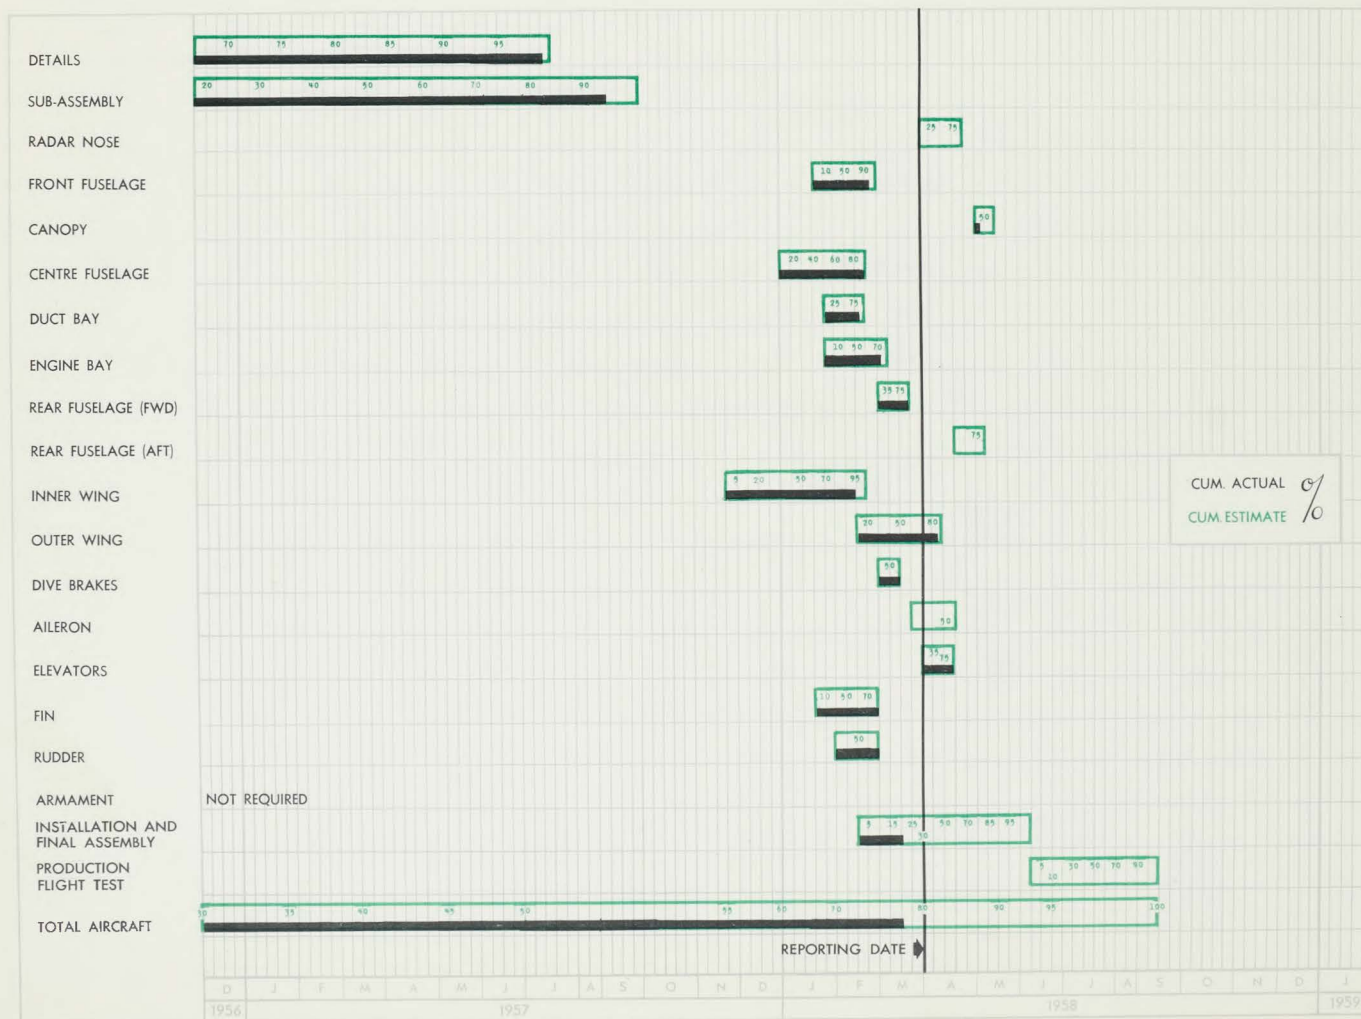 70 75 80 85 90 95
DETAILS
20 30 40 50 60 70 80 90
SUB-ASSEMBLY
RADAR NOSE 25 75
FRONT FUSELAGE 10 50 90
CANOPY 50
CENTRE FUSELAGE 20 40 60 80
DUCT BAY 25 75
ENGINE BAY 10 50 70
REAR FUSELAGE (FWD) 35 75
REAR FUSELAGE (AFT) 75
INNER WING 5 20 50 70 95
CUM. ACTUAL %
CUM. ESTIMATE
OUTER WING 20 50 80
DIVE BRAKES 50
AILERON 50
ELEVATORS 35 75
FIN 10 50 70
RUDDER 50
ARMAMENT NOT REQUIRED
INSTALLATION AND 5 15 25 50 70 85 95
FINAL ASSEMBLY 30
PRODUCTION 5 30 50 70 90
FLIGHT TEST 20
30 35 40 45 50 55 60 70 80 90 95 100
TOTAL AIRCRAFT
REPORTING DATE
D J F M A M J J A S O N D J F M A M J J A S O N D J
1956 1957 1958 1959